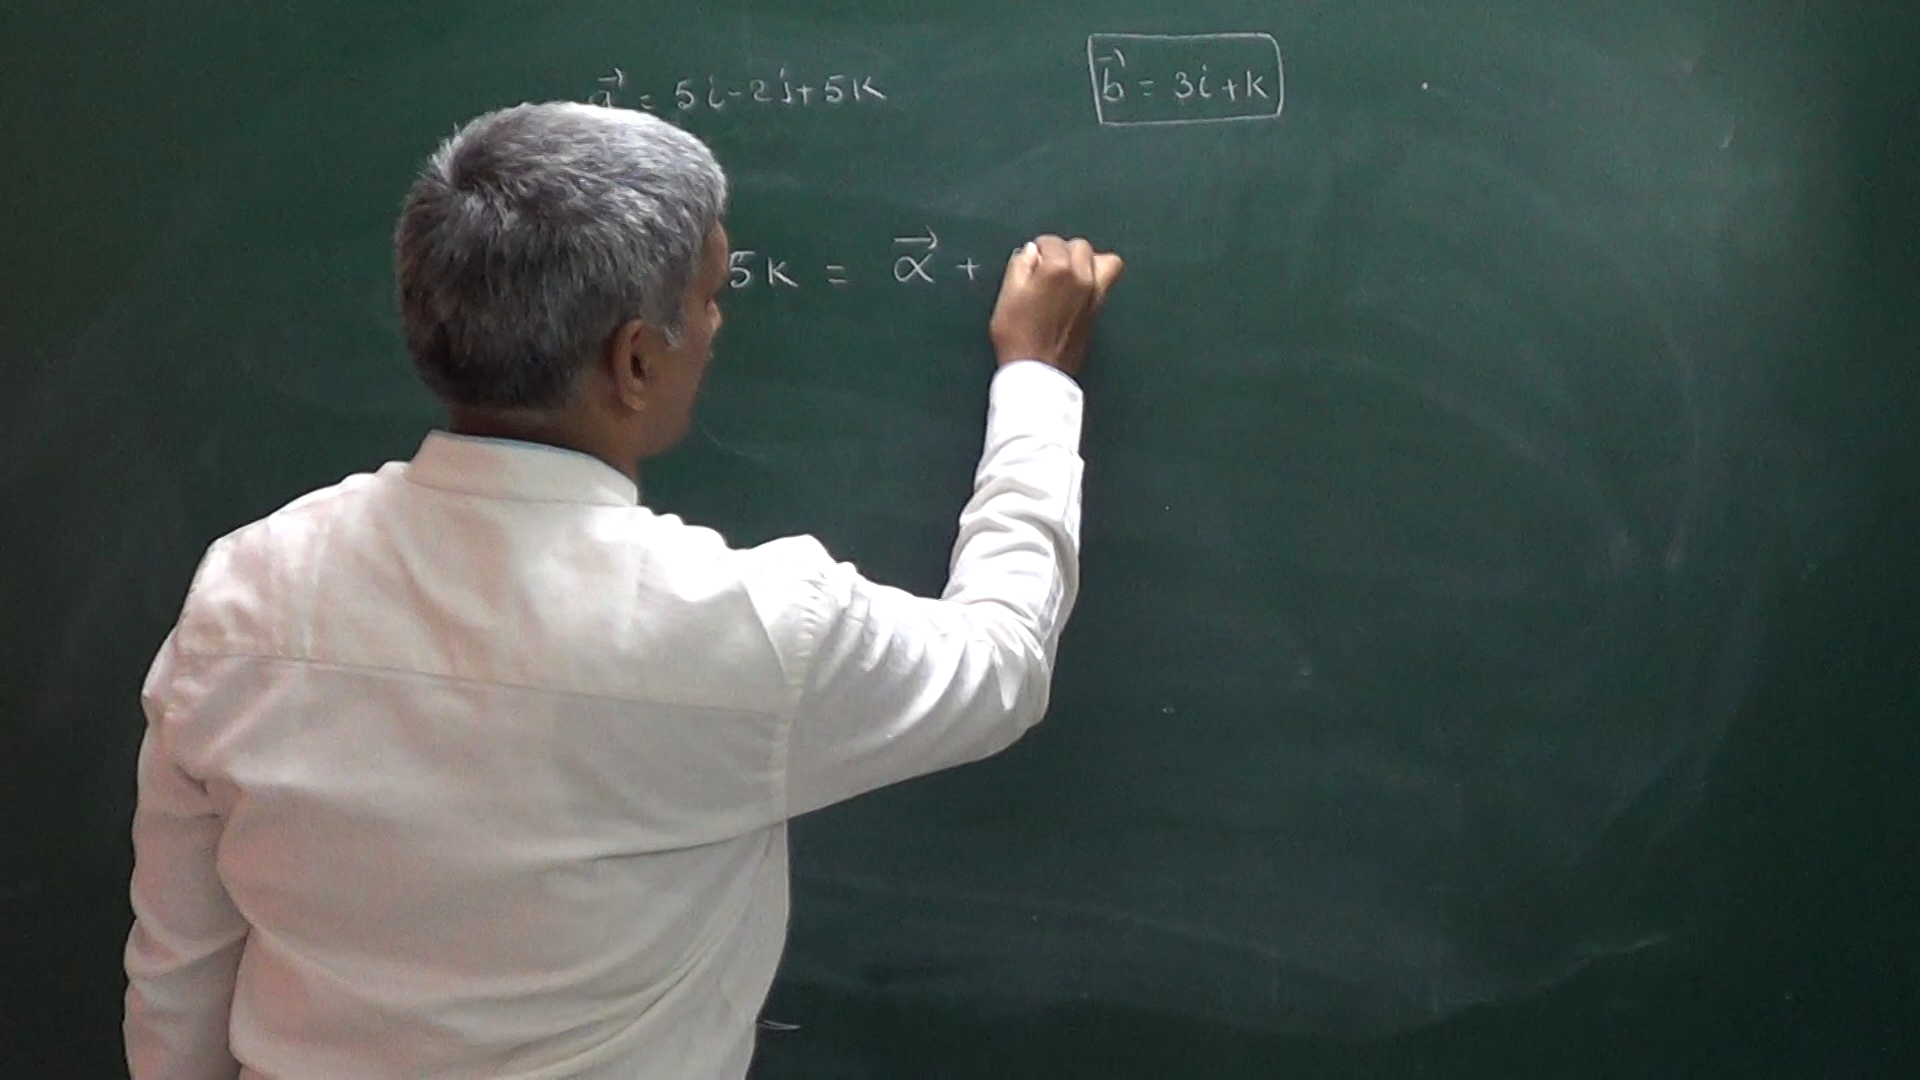 a⃗ = 5i-2j+5k b⃗ = 3i+k
5k = α⃗ +